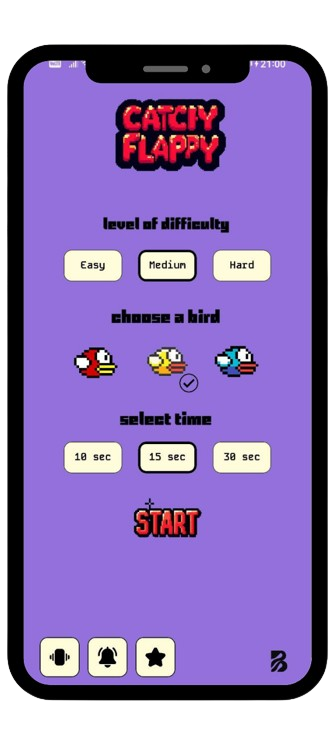 21:00
CATCHY
FLAPPY
level of difficulty
Easy Medium Hard
choose a bird
select time
10 sec 15 sec 30 sec
START